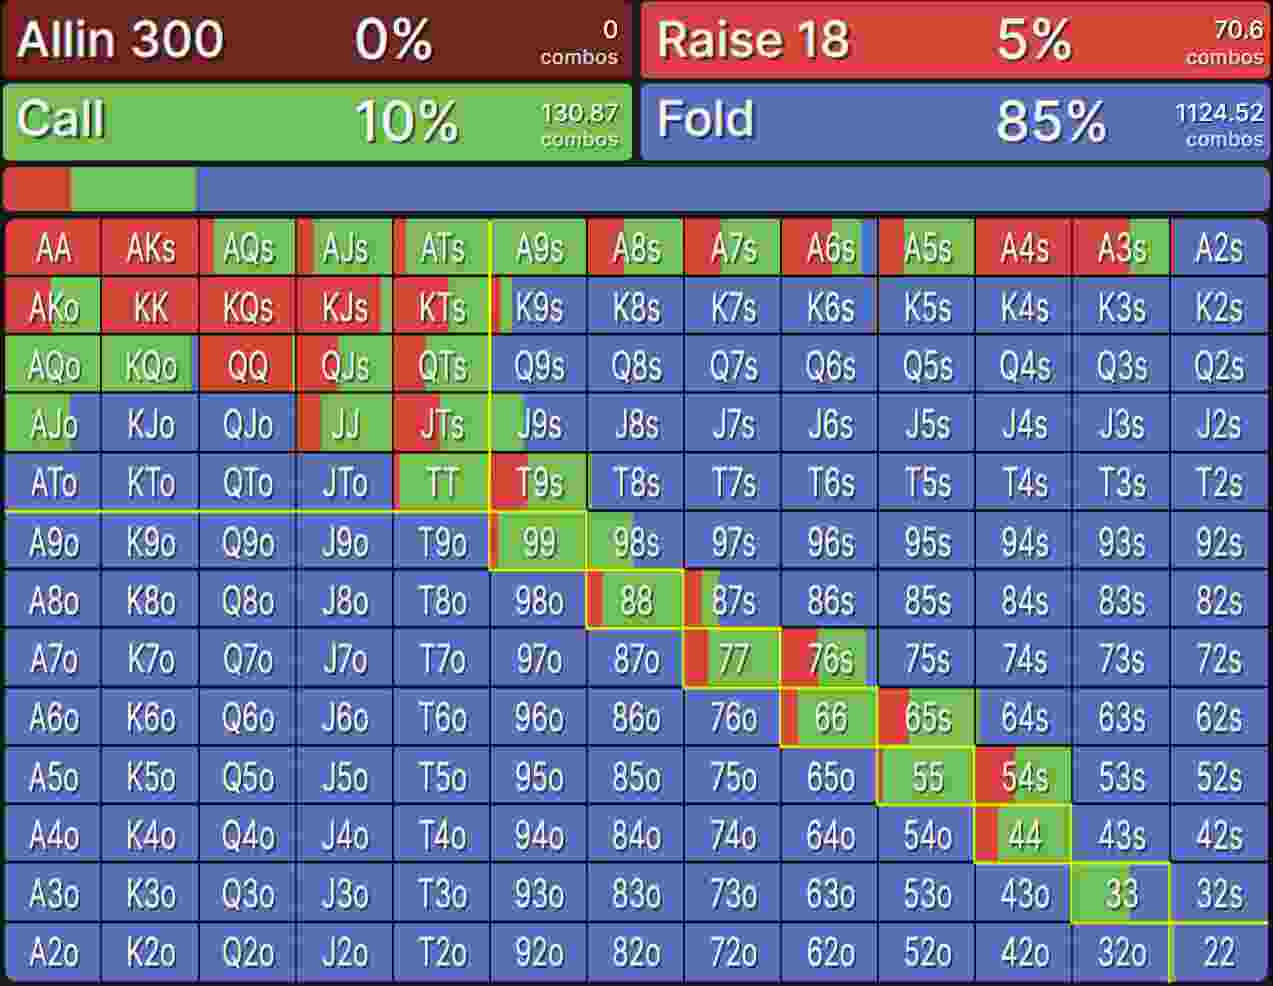 Allin 300 0% 0 combos Raise 18 5% 70.6 combos
Call 10% 130.87 combos Fold 85% 1124.52 combos
AA AKs AQs AJs ATs A9s A8s A7s A6s A5s A4s A3s A2s
AKo KK KQs KJs KTs K9s K8s K7s K6s K5s K4s K3s K2s
AQo KQo QQ QJs QTs Q9s Q8s Q7s Q6s Q5s Q4s Q3s Q2s
AJo KJo QJo JJ JTs J9s J8s J7s J6s J5s J4s J3s J2s
ATo KTo QTo JTo TT T9s T8s T7s T6s T5s T4s T3s T2s
A9o K9o Q9o J9o T9o 99 98s 97s 96s 95s 94s 93s 92s
A8o K8o Q8o J8o T8o 98o 88 87s 86s 85s 84s 83s 82s
A7o K7o Q7o J7o T7o 97o 87o 77 76s 75s 74s 73s 72s
A6o K6o Q6o J6o T6o 96o 86o 76o 66 65s 64s 63s 62s
A5o K5o Q5o J5o T5o 95o 85o 75o 65o 55 54s 53s 52s
A4o K4o Q4o J4o T4o 94o 84o 74o 64o 54o 44 43s 42s
A3o K3o Q3o J3o T3o 93o 83o 73o 63o 53o 43o 33 32s
A2o K2o Q2o J2o T2o 92o 82o 72o 62o 52o 42o 32o 22